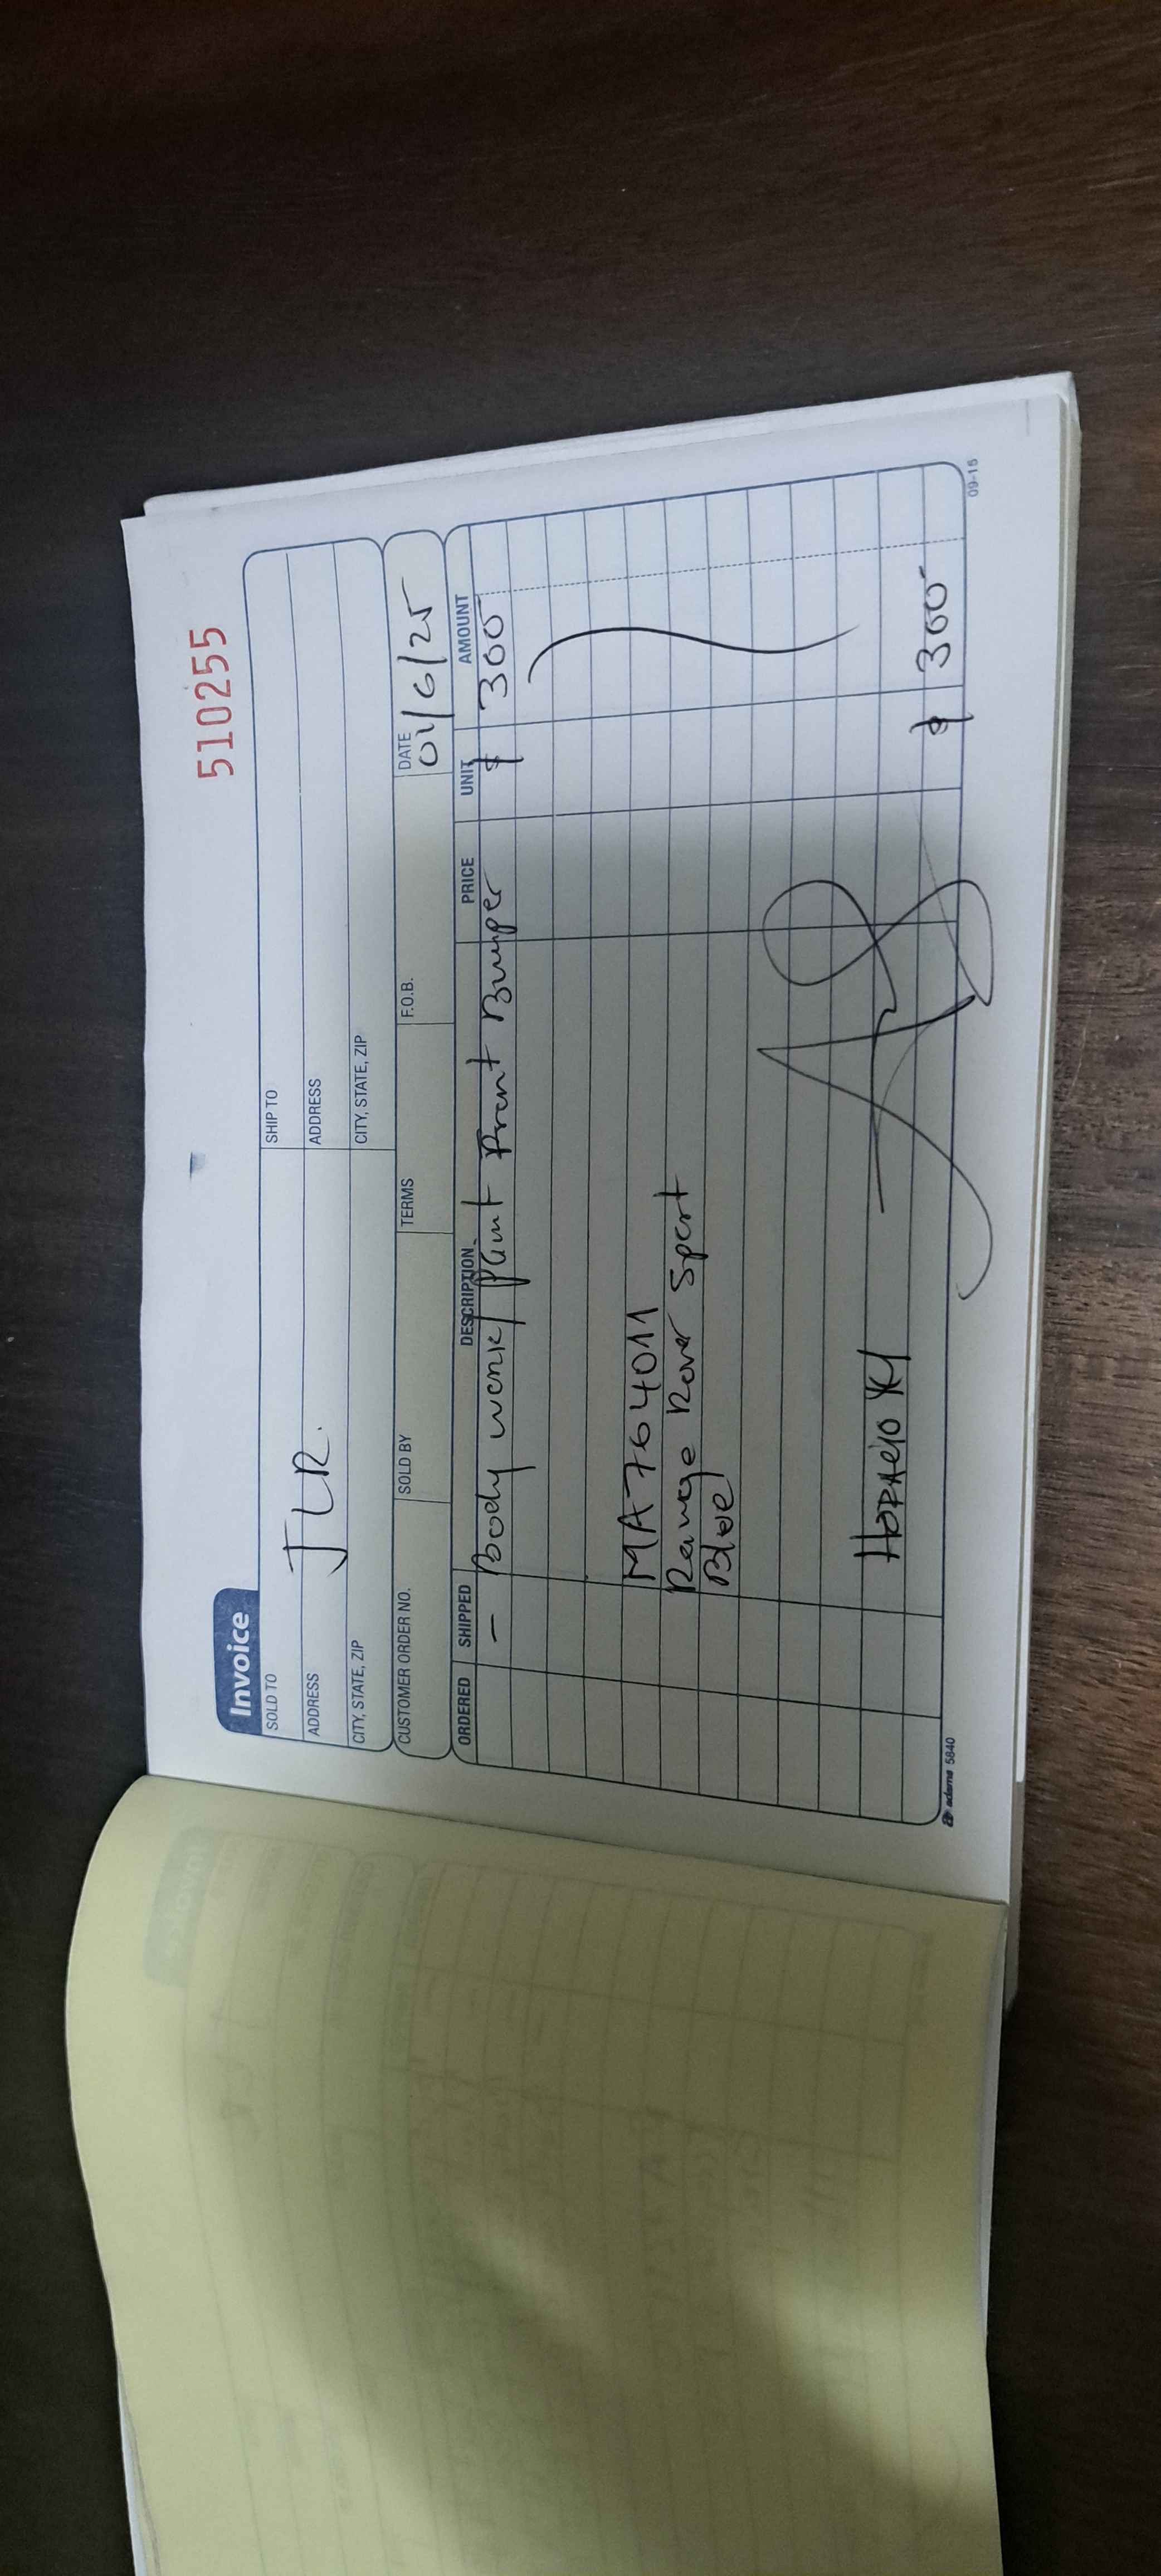 510255
Invoice
SOLD TO JLR. SHIP TO
ADDRESS ADDRESS
CITY, STATE, ZIP CITY, STATE, ZIP
CUSTOMER ORDER NO. SOLD BY TERMS F.O.B. DATE 01/6/25
ORDERED SHIPPED DESCRIPTION PRICE UNIT AMOUNT
– Body work/ paint Front Bumper $ 300
MA764011
Range Rover Sport
Blue
$ 300
adams 5840 09-15